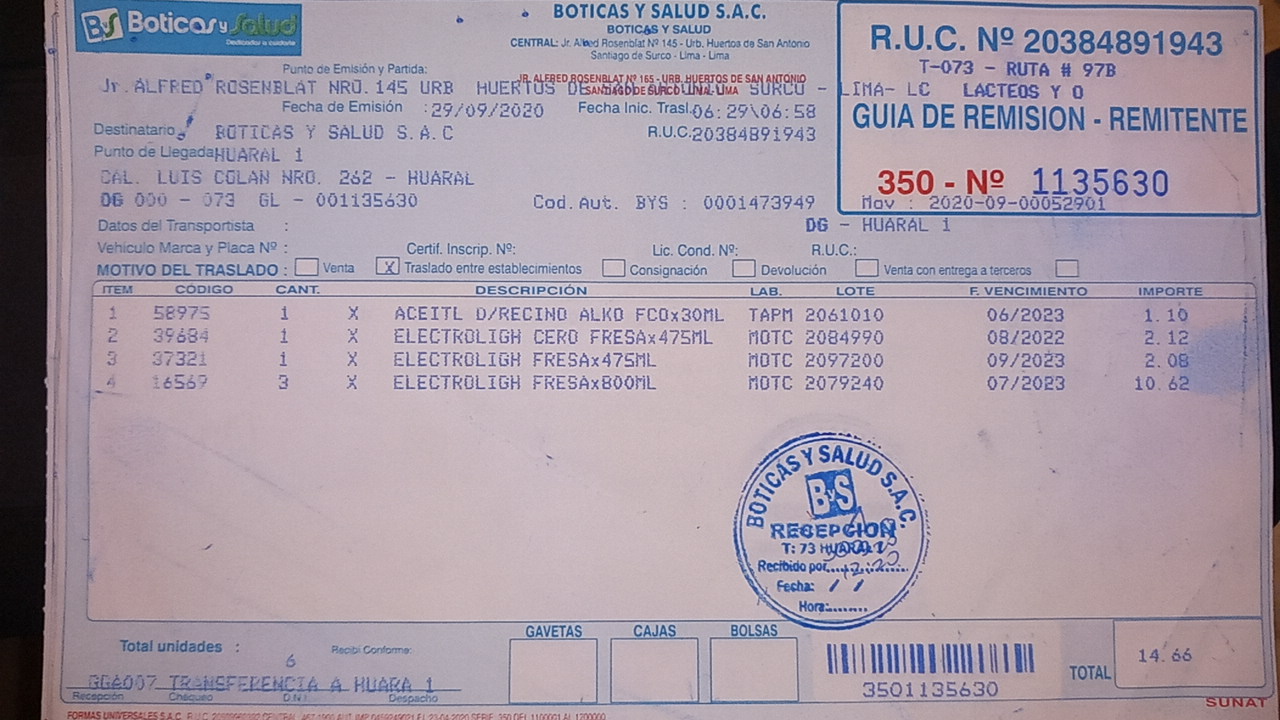 ByS Boticas y Salud
Dedicados a cuidarte
BOTICAS Y SALUD S.A.C.
BOTICAS Y SALUD
CENTRAL: Jr. Alfred Rosenblat Nº 145 - Urb. Huertos de San Antonio
Santiago de Surco - Lima - Lima
R.U.C. Nº 20384891943
T-073 - RUTA # 97B
Punto de Emisión y Partida:
JR. ALFRED ROSENBLAT Nº 165 - URB. HUERTOS DE SAN ANTONIO
SANTIAGO DE SURCO - LIMA - LIMA
Jr. ALFRED ROSENBLAT NRO. 145 URB HUERTOS DE SURCO - LIMA- LC LACTEOS Y O
Fecha de Emisión :29/09/2020 Fecha Inic. Trasl. 06:29\06:58
GUIA DE REMISION - REMITENTE
Destinatario BOTICAS Y SALUD S.A.C R.U.C. 20384891943
Punto de Llegada HUARAL 1
CAL. LUIS COLAN NRO. 262 - HUARAL
350 - Nº 1135630
DG 000 - 073 GL - 001135630 Cod.Aut. BYS : 0001473949 Mov : 2020-09-00052901
Datos del Transportista : DG - HUARAL 1
Vehículo Marca y Placa Nº : Certif. Inscrip. Nº: Lic. Cond. Nº: R.U.C.:
MOTIVO DEL TRASLADO : Venta X Traslado entre establecimientos Consignación Devolución Venta con entrega a terceros
ITEM CÓDIGO CANT. DESCRIPCIÓN LAB. LOTE F. VENCIMIENTO IMPORTE
1 58975 1 X ACEITL D/RECINO ALKO FCOx30ML TAPM 2061010 06/2023 1.10
2 39684 1 X ELECTROLIGH CERO FRESAx475ML MOTC 2084990 08/2022 2.12
3 37321 1 X ELECTROLIGH FRESAx475ML MOTC 2097200 09/2023 2.08
4 16569 3 X ELECTROLIGH FRESAx800ML MOTC 2079240 07/2023 10.62
BOTICAS Y SALUD S.A.C.
ByS
RECEPCION
T: 73 HUARAL 1
Recibido por:
Fecha: / /
Hora:
Total unidades : 6 Recibí Conforme: GAVETAS CAJAS BOLSAS
TOTAL 14.66
TRANSFERENCIA A HUARA 1
3501135630
Recepción Chequeo D.N.I. Despacho
SUNAT